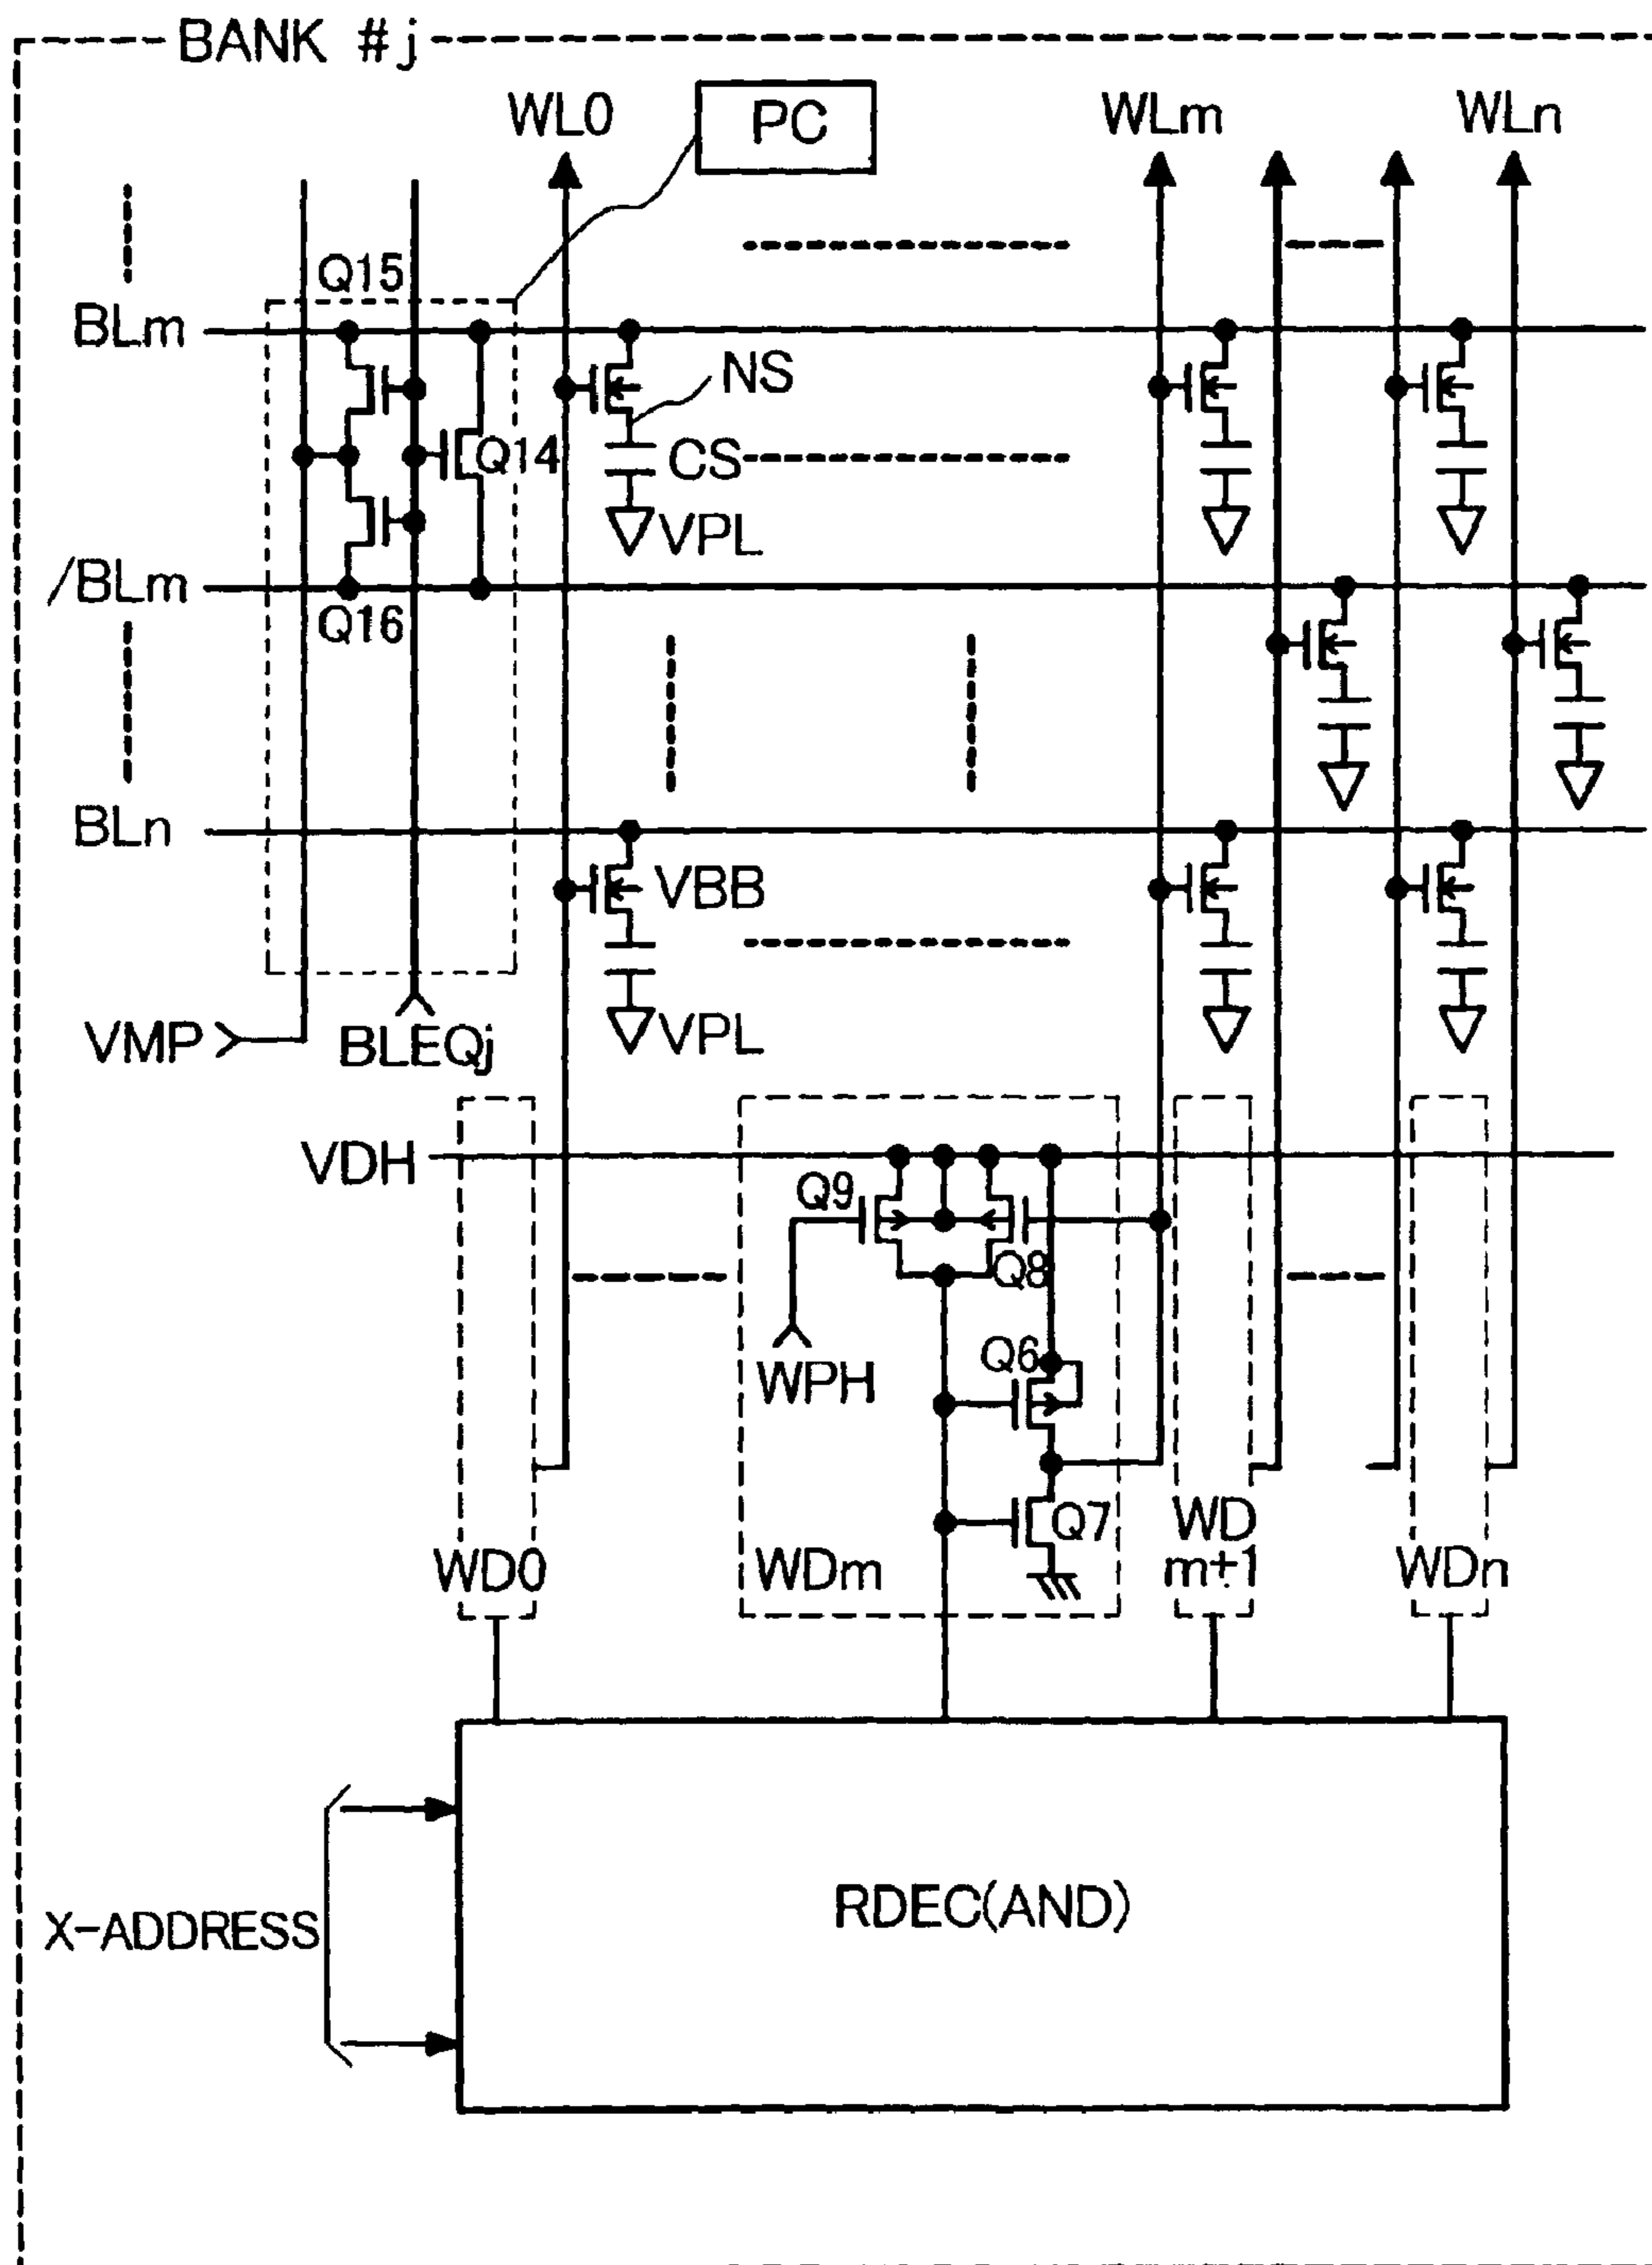 BANK #j
WL0
PC
WLm
WLn
Q15
BLm
NS
Q14
CS
VPL
/BLm
Q16
BLn
VBB
VMP
BLEQj
VPL
VDH
Q9
Q8
Q6
WPH
Q7
WD0
WDm
WD
m+1
WDn
X-ADDRESS
RDEC(AND)